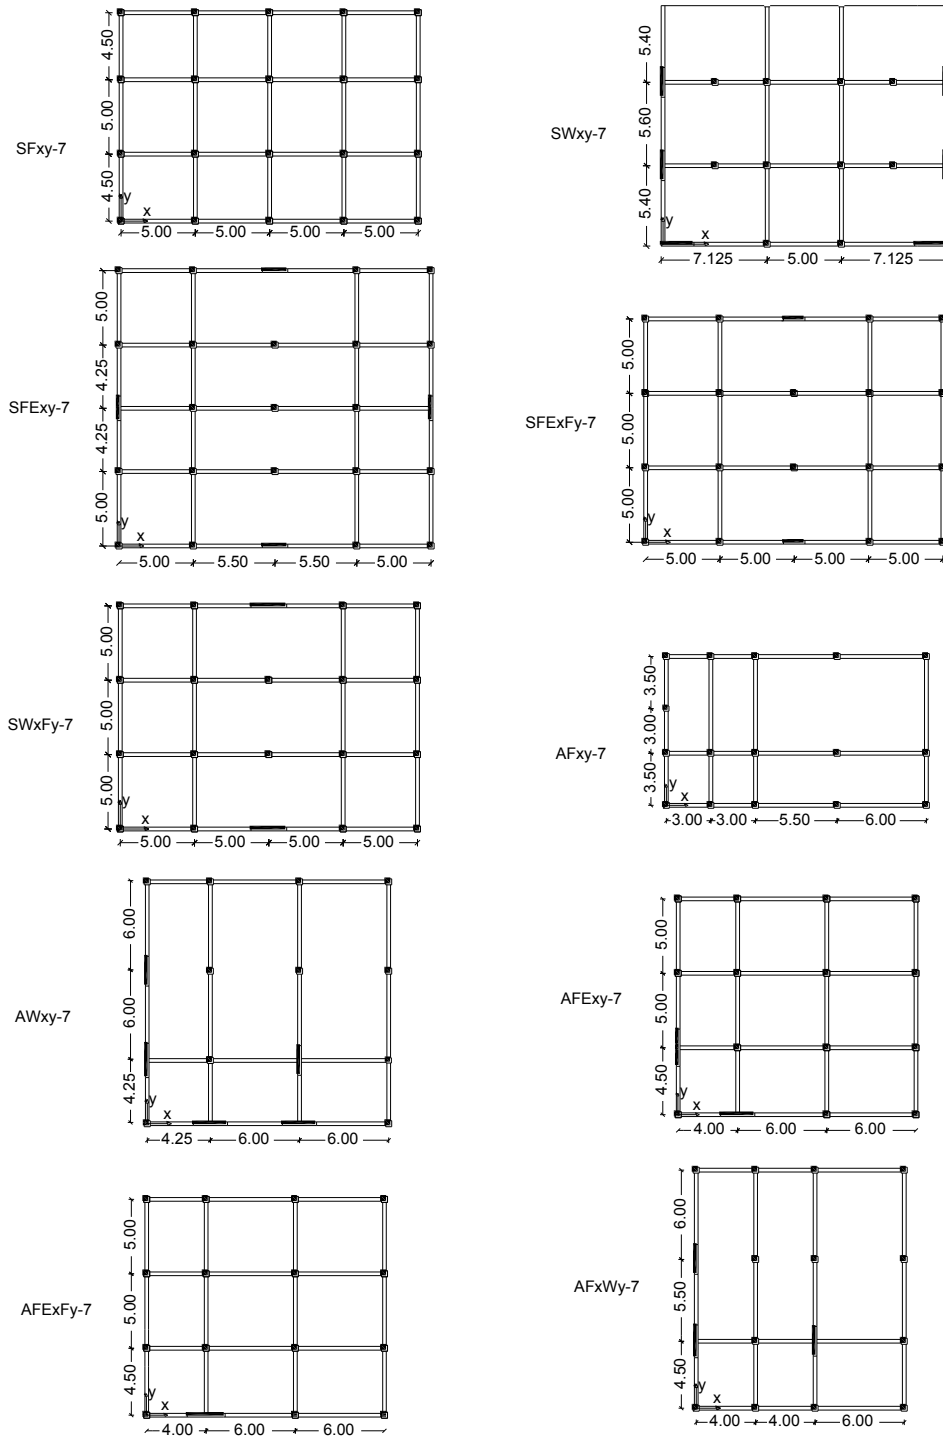 SFxy-7
4.50
5.00
4.50
y
x
5.00
5.00
5.00
5.00
SWxy-7
5.40
5.60
5.40
y
x
7.125
5.00
7.125
SFExy-7
5.00
4.25
4.25
5.00
y
x
5.00
5.50
5.50
5.00
SFExFy-7
5.00
5.00
5.00
y
x
5.00
5.00
5.00
5.00
SWxFy-7
5.00
5.00
5.00
y
x
5.00
5.00
5.00
5.00
AFxy-7
3.50
3.00
3.50
y
x
3.00
3.00
5.50
6.00
AWxy-7
6.00
6.00
4.25
y
x
4.25
6.00
6.00
AFExy-7
5.00
5.00
4.50
y
x
4.00
6.00
6.00
AFExFy-7
5.00
5.00
4.50
y
x
4.00
6.00
6.00
AFxWy-7
6.00
5.50
4.50
y
x
4.00
4.00
6.00